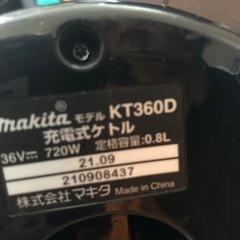 makita モデル KT360D
充電式ケトル
36V⎓ 720W 定格容量:0.8L
21.09
210908437
株式会社マキタ Made in China